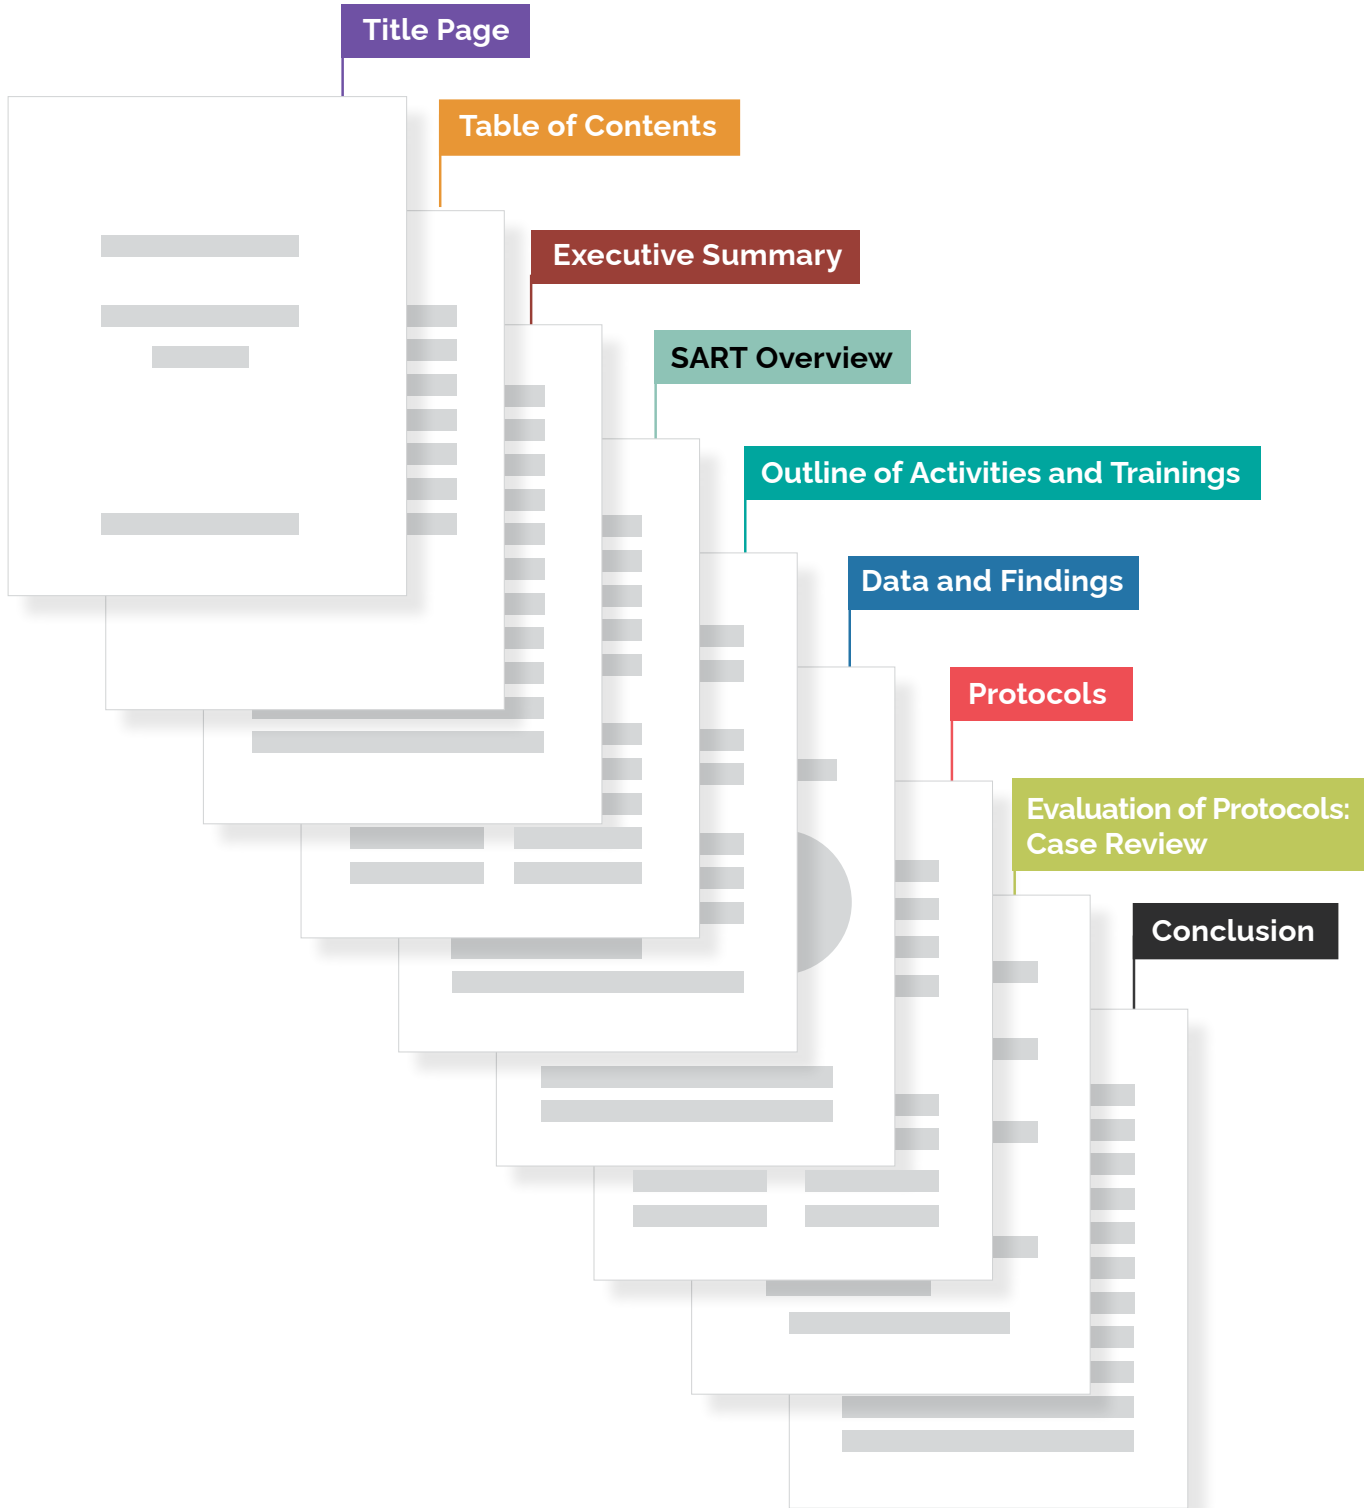 Title Page
Table of Contents
Executive Summary
SART Overview
Outline of Activities and Trainings
Data and Findings
Protocols
Evaluation of Protocols:
Case Review
Conclusion